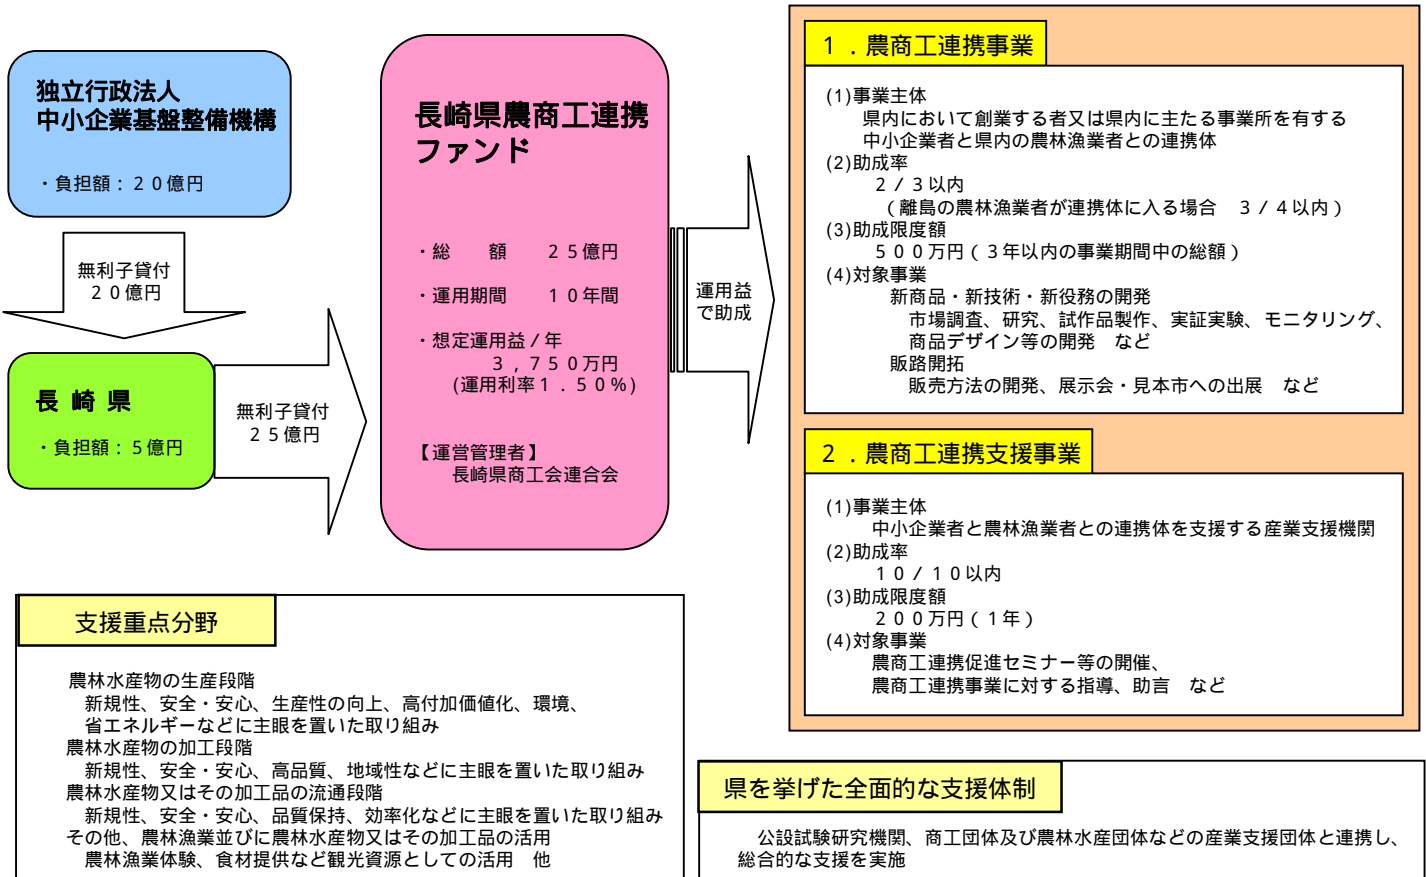 独立行政法人
中小企業基盤整備機構
・負担額：２０億円
無利子貸付
２０億円
長 崎 県
・負担額：５億円
無利子貸付
２５億円
長崎県農商工連携
ファンド
・総　　額　　２５億円
・運用期間　　１０年間
・想定運用益／年
３，７５０万円
(運用利率１．５０％)
【運営管理者】
長崎県商工会連合会
運用益
で助成
１．農商工連携事業
(1)事業主体
県内において創業する者又は県内に主たる事業所を有する
中小企業者と県内の農林漁業者との連携体
(2)助成率
２／３以内
（離島の農林漁業者が連携体に入る場合　３／４以内）
(3)助成限度額
５００万円（３年以内の事業期間中の総額）
(4)対象事業
新商品・新技術・新役務の開発
市場調査、研究、試作品製作、実証実験、モニタリング、
商品デザイン等の開発　など
販路開拓
販売方法の開発、展示会・見本市への出展　など
２．農商工連携支援事業
(1)事業主体
中小企業者と農林漁業者との連携体を支援する産業支援機関
(2)助成率
１０／１０以内
(3)助成限度額
２００万円（１年）
(4)対象事業
農商工連携促進セミナー等の開催、
農商工連携事業に対する指導、助言　など
支援重点分野
農林水産物の生産段階
新規性、安全・安心、生産性の向上、高付加価値化、環境、
省エネルギーなどに主眼を置いた取り組み
農林水産物の加工段階
新規性、安全・安心、高品質、地域性などに主眼を置いた取り組み
農林水産物又はその加工品の流通段階
新規性、安全・安心、品質保持、効率化などに主眼を置いた取り組み
その他、農林漁業並びに農林水産物又はその加工品の活用
農林漁業体験、食材提供など観光資源としての活用　他
県を挙げた全面的な支援体制
公設試験研究機関、商工団体及び農林水産団体などの産業支援団体と連携し、
総合的な支援を実施